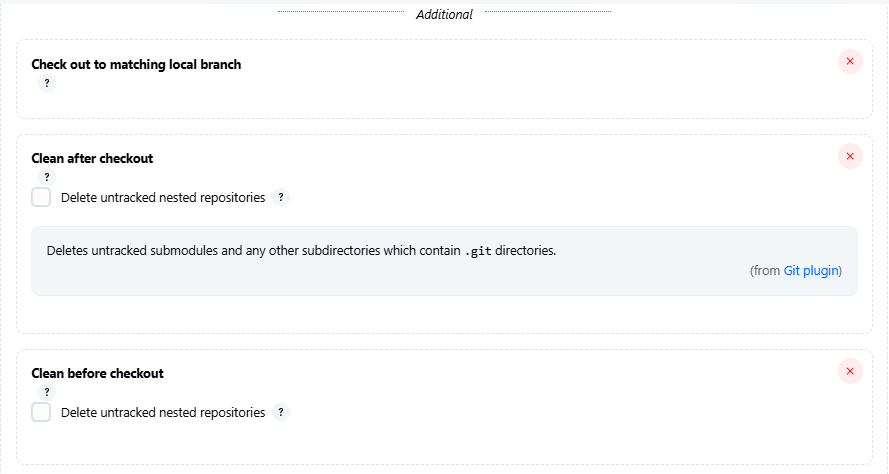 Additional
Check out to matching local branch
?
Clean after checkout
?
Delete untracked nested repositories ?
Deletes untracked submodules and any other subdirectories which contain .git directories.
(from Git plugin)
Clean before checkout
?
Delete untracked nested repositories ?